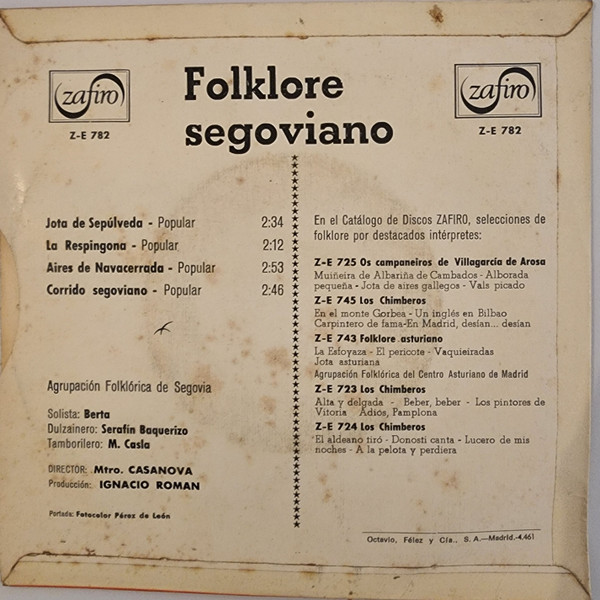 zafiro
Z-E 782
Folklore
segoviano
zafiro
Z-E 782
Jota de Sepúlveda - Popular 2:34
La Respingona - Popular 2:12
Aires de Navacerrada - Popular 2:53
Corrido segoviano - Popular 2:46
Agrupación Folklórica de Segovia
Solista: Berta
Dulzainero: Serafín Baquerizo
Tamborilero: M. Casla
DIRECTOR: Mtro. CASANOVA
Producción: IGNACIO ROMAN
Portada: Fotocolor Pérez de León
En el Catálogo de Discos ZAFIRO, selecciones de
folklore por destacados intérpretes:
Z-E 725 Os campaneiros de Villagarcía de Arosa
Muiñeira de Albariña de Cambados - Alborada
pequeña - Jota de aires gallegos - Vals picado
Z-E 745 Los Chimberos
En el monte Gorbea - Un inglés en Bilbao
Carpintero de fama-En Madrid, desían... desían
Z-E 743 Folklore asturiano
La Esfoyaza - El pericote - Vaqueiradas
Jota asturiana
Agrupación Folklórica del Centro Asturiano de Madrid
Z-E 723 Los Chimberos
Alta y delgada - Beber, beber - Los pintores de
Vitoria Adiós, Pamplona
Z-E 724 Los Chimberos
El aldeano tiró - Donosti canta - Lucero de mis
noches - A la pelota y perdiera
Octavio, Félez y Cía., S. A.—Madrid.-4.461